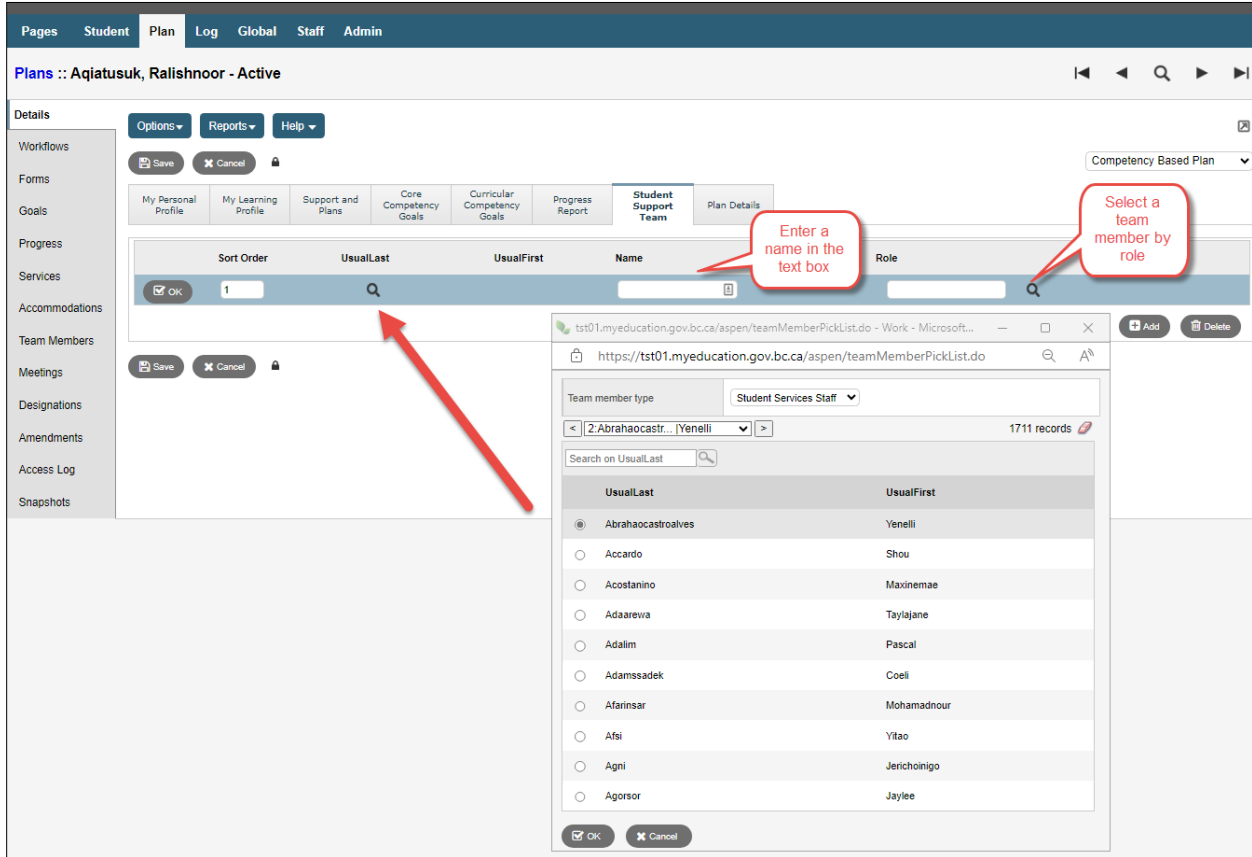 Pages Student Plan Log Global Staff Admin
Plans :: Aqiatusuk, Ralishnoor - Active
Details
Workflows
Forms
Goals
Progress
Services
Accommodations
Team Members
Meetings
Designations
Amendments
Access Log
Snapshots
Options Reports Help
Save Cancel
Competency Based Plan
My Personal
Profile
My Learning
Profile
Support and
Plans
Core
Competency
Goals
Curricular
Competency
Goals
Progress
Report
Student
Support
Team
Plan Details
Enter a
name in the
text box
Select a
team
member by
role
Sort Order UsualLast UsualFirst Name Role
OK 1
Add Delete
Save Cancel
tst01.myeducation.gov.bc.ca/aspen/teamMemberPickList.do - Work - Microsoft...
https://tst01.myeducation.gov.bc.ca/aspen/teamMemberPickList.do
Team member type Student Services Staff
< 2:Abrahaocastr... |Yenelli > 1711 records
Search on UsualLast
UsualLast UsualFirst
Abrahaocastroalves Yenelli
Accardo Shou
Acostanino Maxinemae
Adaarewa Taylajane
Adalim Pascal
Adamssadek Coeli
Afarinsar Mohamadnour
Afsi Yitao
Agni Jerichoinigo
Agorsor Jaylee
OK Cancel